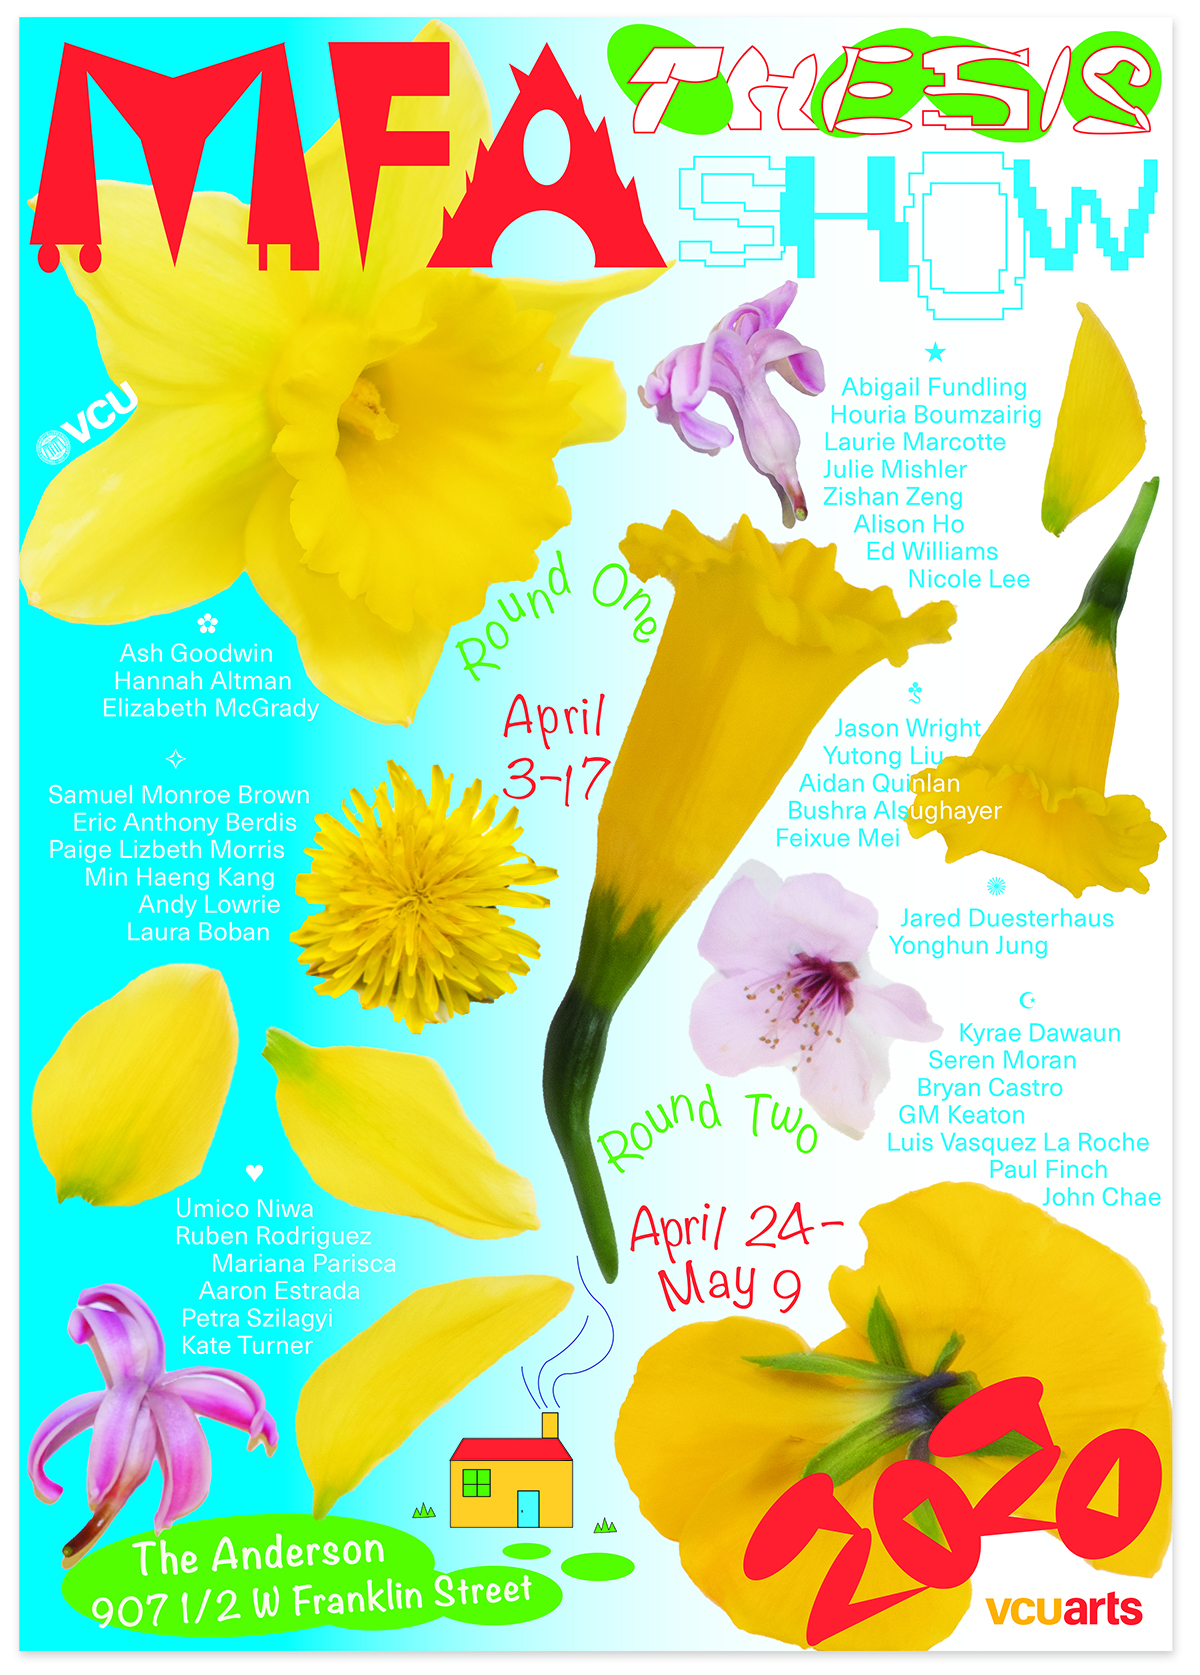 MFA THESIS
SHOW
VCU
Abigail Fundling
Houria Boumzairig
Laurie Marcotte
Julie Mishler
Zishan Zeng
Alison Ho
Ed Williams
Nicole Lee
Round One
April
3-17
Ash Goodwin
Hannah Altman
Elizabeth McGrady
Samuel Monroe Brown
Eric Anthony Berdis
Paige Lizbeth Morris
Min Haeng Kang
Andy Lowrie
Laura Boban
Jason Wright
Yutong Liu
Aidan Quinlan
Bushra Alsughayer
Feixue Mei
Jared Duesterhaus
Yonghun Jung
Kyrae Dawaun
Seren Moran
Bryan Castro
GM Keaton
Luis Vasquez La Roche
Paul Finch
John Chae
Round Two
April 24-
May 9
Umico Niwa
Ruben Rodriguez
Mariana Parisca
Aaron Estrada
Petra Szilagyi
Kate Turner
2020
The Anderson
907 1/2 W Franklin Street
vcuarts